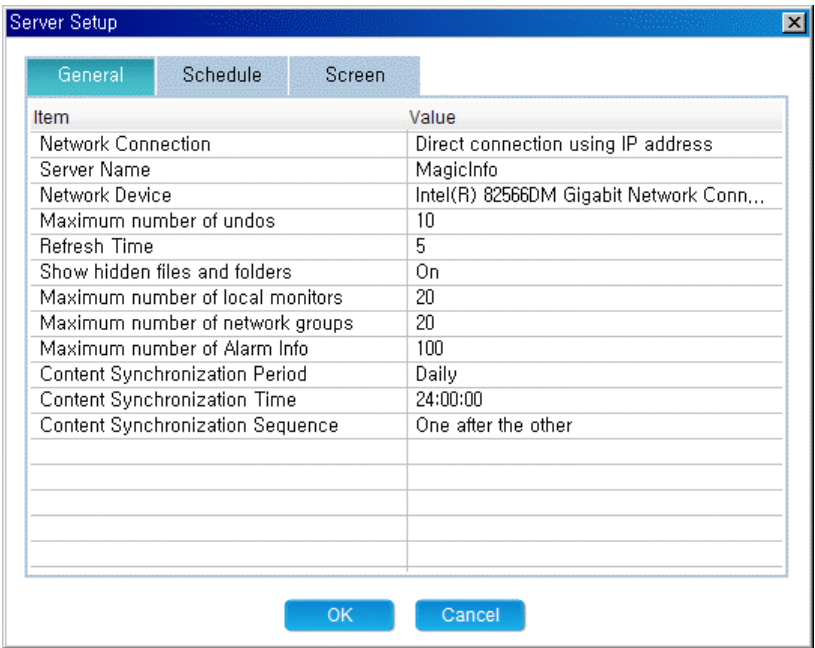 Server Setup
General Schedule Screen
Item Value
Network Connection Direct connection using IP address
Server Name MagicInfo
Network Device Intel(R) 82566DM Gigabit Network Conn...
Maximum number of undos 10
Refresh Time 5
Show hidden files and folders On
Maximum number of local monitors 20
Maximum number of network groups 20
Maximum number of Alarm Info 100
Content Synchronization Period Daily
Content Synchronization Time 24:00:00
Content Synchronization Sequence One after the other
OK Cancel